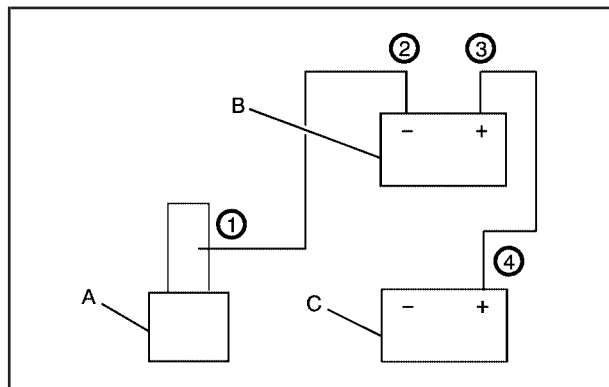 ② ③
B
− +
①
④
A
C
− +